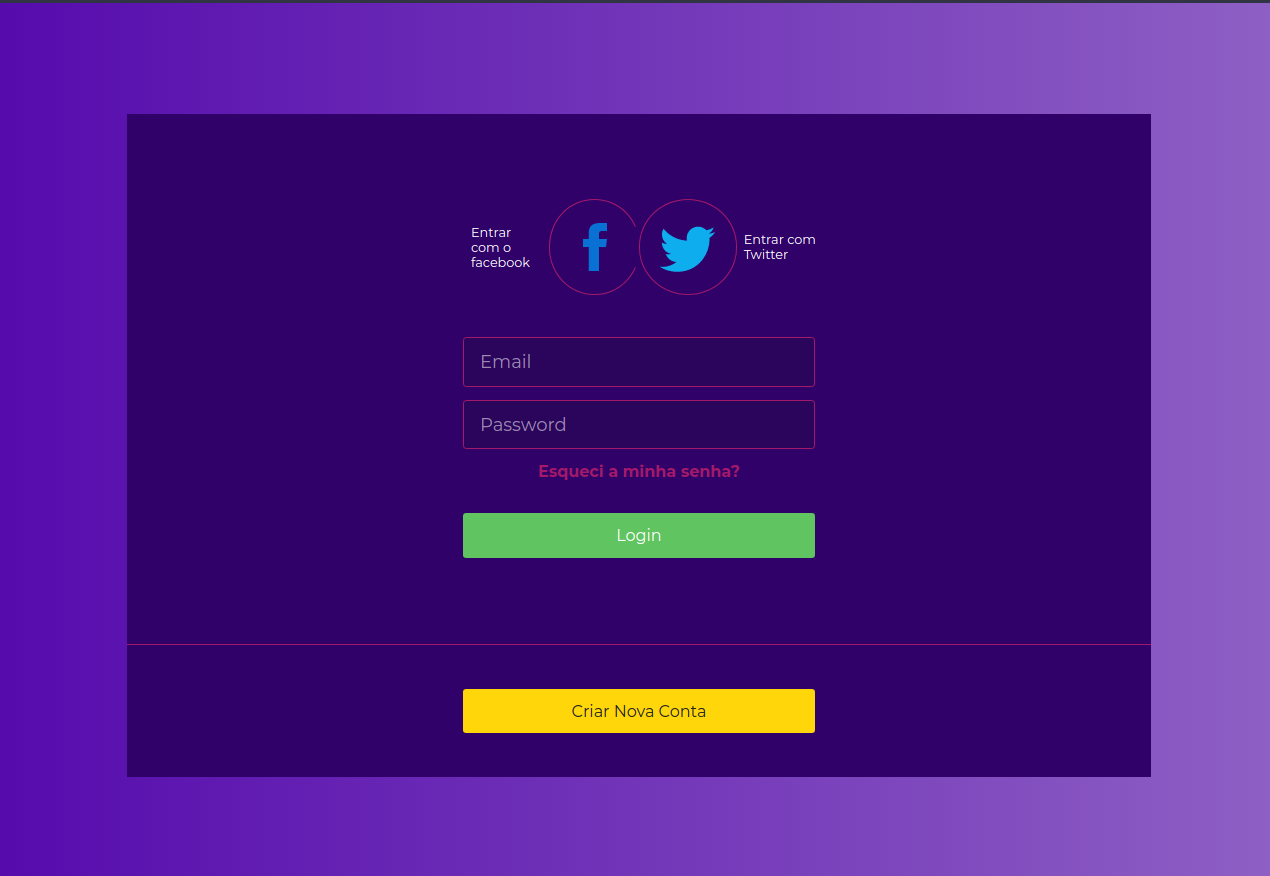 Entrar
com o
facebook
Entrar com
Twitter
Email
Password
Esqueci a minha senha?
Login
Criar Nova Conta